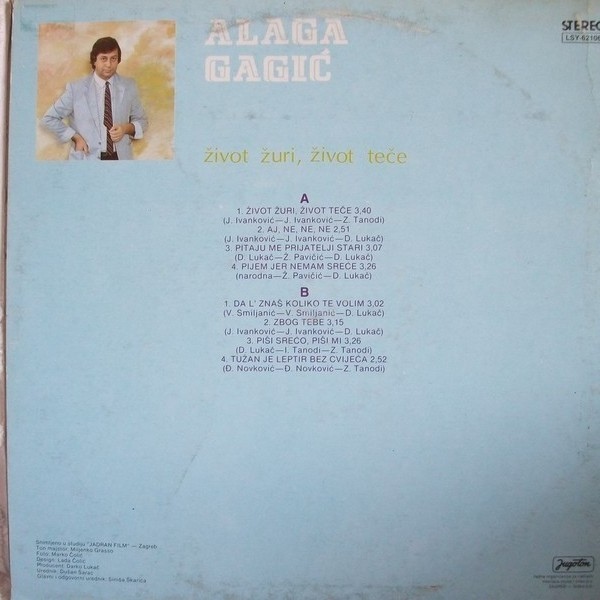 ALAGA
GAGIĆ
STEREO
LSY-62106
život žuri, život teče
A
1. ŽIVOT ŽURI, ŽIVOT TEČE 3,40
(J. Ivanković—J. Ivanković—Z. Tanodi)
2. AJ, NE, NE, NE 2,51
(J. Ivanković—J. Ivanković—D. Lukač)
3. PITAJU ME PRIJATELJI STARI 3,07
(D. Lukač—Ž. Pavičić—D. Lukač)
4. PIJEM JER NEMAM SREĆE 3,26
(narodna—Ž. Pavičić—D. Lukač)
B
1. DA L' ZNAŠ KOLIKO TE VOLIM 3,02
(V. Smiljanić—V. Smiljanić—D. Lukač)
2. ZBOG TEBE 3,15
(J. Ivanković—J. Ivanković—D. Lukač)
3. PIŠI SREĆO, PIŠI MI 3,26
(D. Lukač—I. Tanodi—Z. Tanodi)
4. TUŽAN JE LEPTIR BEZ CVIJEĆA 2,52
(Đ. Novković—Đ. Novković—Z. Tanodi)
Snimljeno u studiju "JADRAN FILM" — Zagreb
Ton majstor: Miljenko Grasso
Foto: Marko Čolić
Design: Lada Čolić
Producent: Darko Lukač
Urednik: Dušan Šarac
Glavni i odgovorni urednik: Siniša Škarica
Jugoton